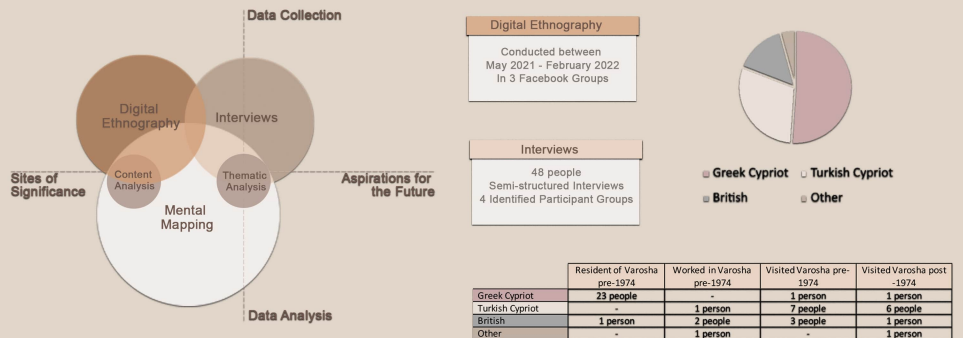 Data Collection
Digital
Ethnography
Interviews
Sites of
Significance
Content
Analysis
Thematic
Analysis
Aspirations for
the Future
Mental
Mapping
Data Analysis
Digital Ethnography
Conducted between
May 2021 - February 2022
In 3 Facebook Groups
Interviews
48 people
Semi-structured Interviews
4 Identified Participant Groups
Greek Cypriot Turkish Cypriot
British Other
Resident of Varosha pre-1974 Worked in Varosha pre-1974 Visited Varosha pre-1974 Visited Varosha post -1974
Greek Cypriot 23 people - 1 person 1 person
Turkish Cypriot - 1 person 7 people 6 people
British 1 person 2 people 3 people 1 person
Other - 1 person - 1 person